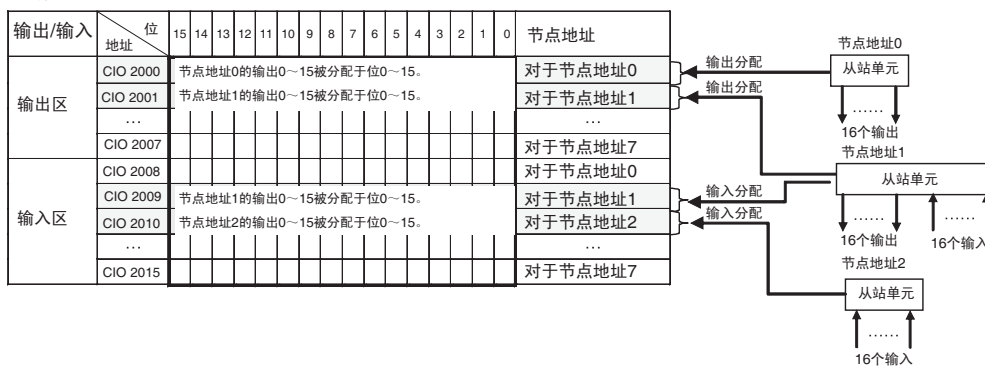 输出/输入 位 地址 15 14 13 12 11 10 9 8 7 6 5 4 3 2 1 0 节点地址
输出区
CIO 2000 节点地址0的输出0～15被分配于位0～15。 对于节点地址0
CIO 2001 节点地址1的输出0～15被分配于位0～15。 对于节点地址1
… …
CIO 2007 对于节点地址7
输入区
CIO 2008 对于节点地址0
CIO 2009 节点地址1的输出0～15被分配于位0～15。 对于节点地址1
CIO 2010 节点地址2的输出0～15被分配于位0～15。 对于节点地址2
… …
CIO 2015 对于节点地址7
输出分配
输出分配
输入分配
输入分配
节点地址0
从站单元
……
16个输出
节点地址1
从站单元
…… ……
16个输出 16个输入
节点地址2
从站单元
……
16个输入